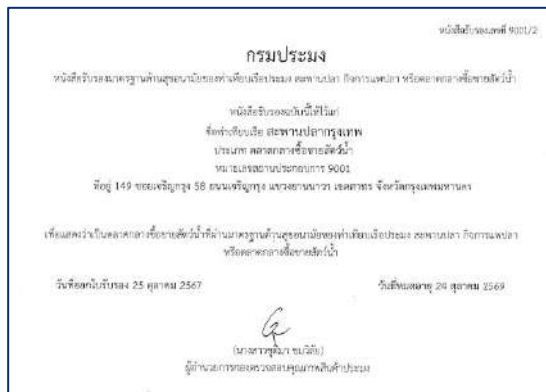 หนังสือรับรองเลขที่ 9001/2
กรมประมง
หนังสือรับรองมาตรฐานด้านสุขอนามัยของท่าเทียบเรือประมง สะพานปลา กิจการแพปลา หรือตลาดกลางซื้อขายสัตว์น้ำ
หนังสือรับรองฉบับนี้ให้ไว้แก่
ชื่อท่าเทียบเรือ สะพานปลากรุงเทพ
ประเภท ตลาดกลางซื้อขายสัตว์น้ำ
หมายเลขสถานประกอบการ 9001
ที่อยู่ 149 ซอยเจริญกรุง 58 ถนนเจริญกรุง แขวงยานนาวา เขตสาทร จังหวัดกรุงเทพมหานคร
เพื่อแสดงว่าเป็นตลาดกลางซื้อขายสัตว์น้ำที่ผ่านมาตรฐานด้านสุขอนามัยของท่าเทียบเรือประมง สะพานปลา กิจการแพปลา
หรือตลาดกลางซื้อขายสัตว์น้ำ
วันที่ออกใบรับรอง 25 ตุลาคม 2567
วันที่หมดอายุ 24 ตุลาคม 2569
(นางสาวชุติมา ขมวิลัย)
ผู้อำนวยการกองตรวจสอบคุณภาพสินค้าประมง